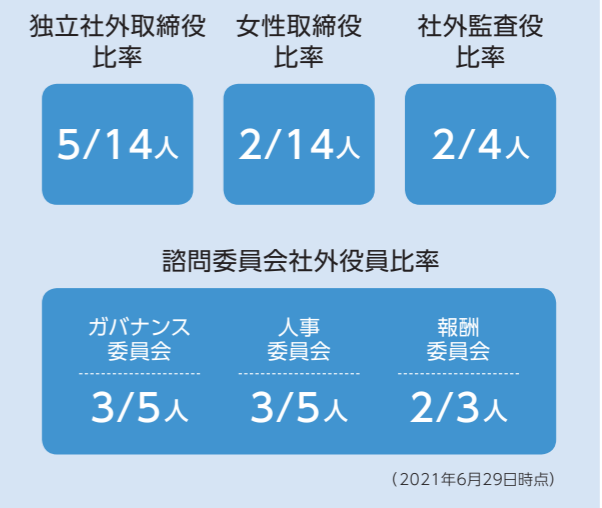 独立社外取締役 女性取締役 社外監査役
比率 比率 比率
5/14人 2/14人 2/4人
諮問委員会社外役員比率
ガバナンス 人事 報酬
委員会 委員会 委員会
3/5人 3/5人 2/3人
(2021年6月29日時点)